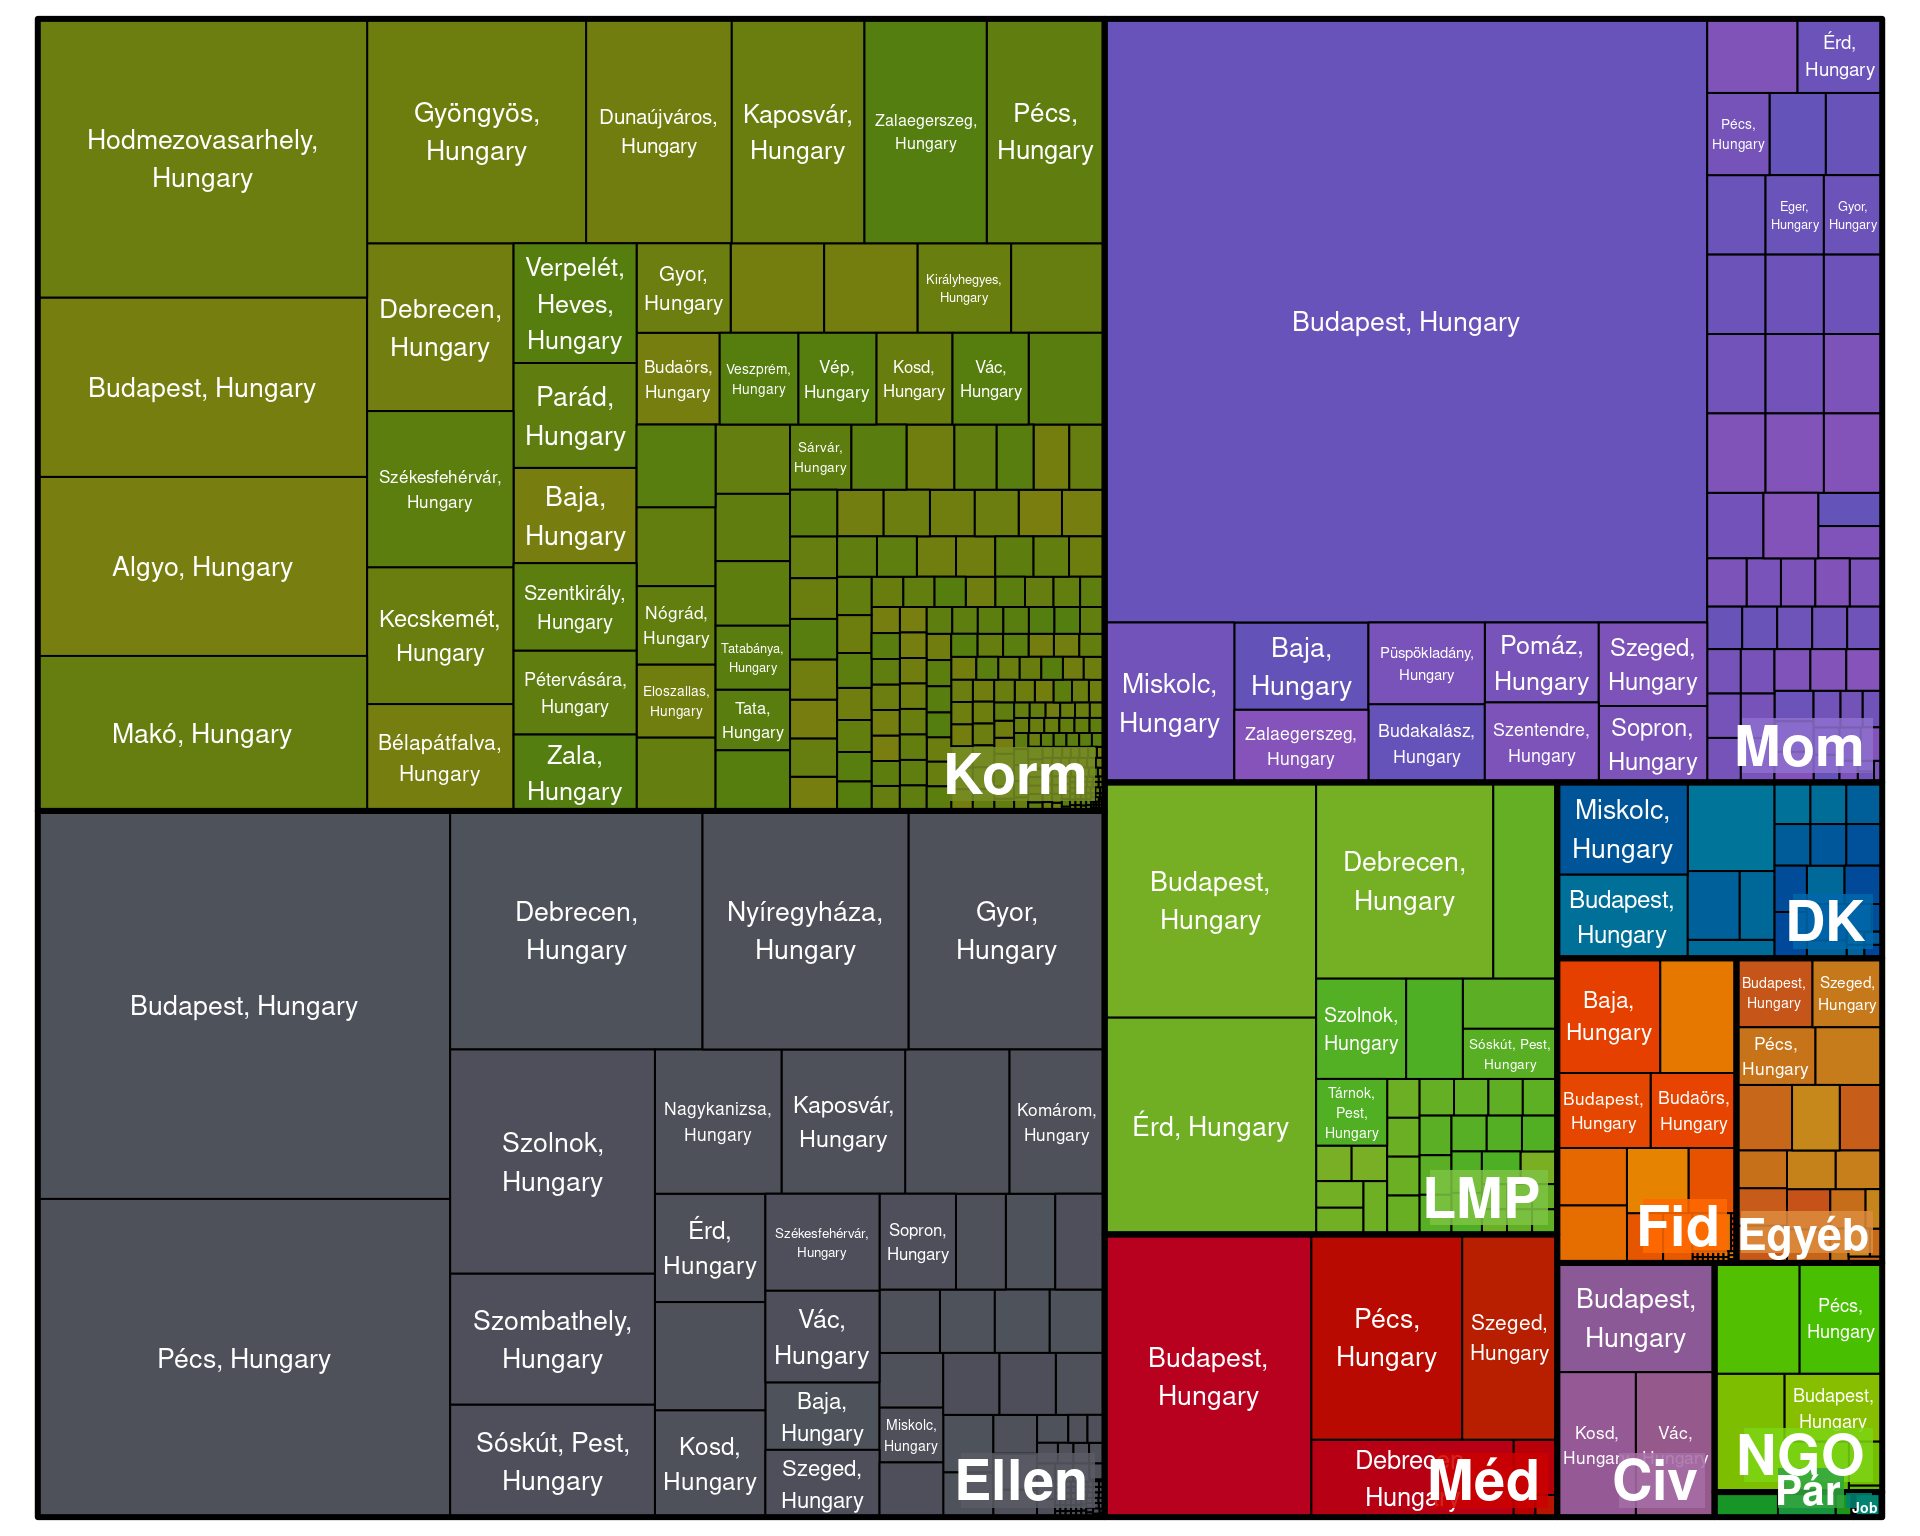 Hodmezovasarhely,
Hungary
Budapest, Hungary
Algyo, Hungary
Makó, Hungary
Gyöngyös,
Hungary
Dunaújváros,
Hungary
Kaposvár,
Hungary
Zalaegerszeg,
Hungary
Pécs,
Hungary
Debrecen,
Hungary
Székesfehérvár,
Hungary
Kecskemét,
Hungary
Bélapátfalva,
Hungary
Verpelét,
Heves,
Hungary
Parád,
Hungary
Baja,
Hungary
Szentkirály,
Hungary
Pétervására,
Hungary
Zala,
Hungary
Gyor,
Hungary
Királyhegyes,
Hungary
Budaörs,
Hungary
Veszprém,
Hungary
Vép,
Hungary
Kosd,
Hungary
Vác,
Hungary
Sárvár,
Hungary
Nógrád,
Hungary
Eloszallas,
Hungary
Tatabánya,
Hungary
Tata,
Hungary
Korm
Budapest, Hungary
Érd,
Hungary
Pécs,
Hungary
Eger,
Hungary
Gyor,
Hungary
Miskolc,
Hungary
Baja,
Hungary
Zalaegerszeg,
Hungary
Püspökladány,
Hungary
Budakalász,
Hungary
Pomáz,
Hungary
Szentendre,
Hungary
Szeged,
Hungary
Sopron,
Hungary
Mom
Budapest, Hungary
Pécs, Hungary
Debrecen,
Hungary
Nyíregyháza,
Hungary
Gyor,
Hungary
Szolnok,
Hungary
Szombathely,
Hungary
Sóskút, Pest,
Hungary
Nagykanizsa,
Hungary
Kaposvár,
Hungary
Komárom,
Hungary
Érd,
Hungary
Kosd,
Hungary
Székesfehérvár,
Hungary
Sopron,
Hungary
Vác,
Hungary
Baja,
Hungary
Szeged,
Hungary
Miskolc,
Hungary
Ellen
Budapest,
Hungary
Érd, Hungary
Debrecen,
Hungary
Szolnok,
Hungary
Sóskút, Pest,
Hungary
Tárnok,
Pest,
Hungary
LMP
Miskolc,
Hungary
Budapest,
Hungary
DK
Baja,
Hungary
Budapest,
Hungary
Budaörs,
Hungary
Fid
Budapest,
Hungary
Szeged,
Hungary
Pécs,
Hungary
Egyéb
Budapest,
Hungary
Pécs,
Hungary
Szeged,
Hungary
Debrecen,
Hungary
Méd
Budapest,
Hungary
Kosd,
Hungary
Vác,
Hungary
Civ
Pécs,
Hungary
Budapest,
Hungary
NGO
Pár
Job